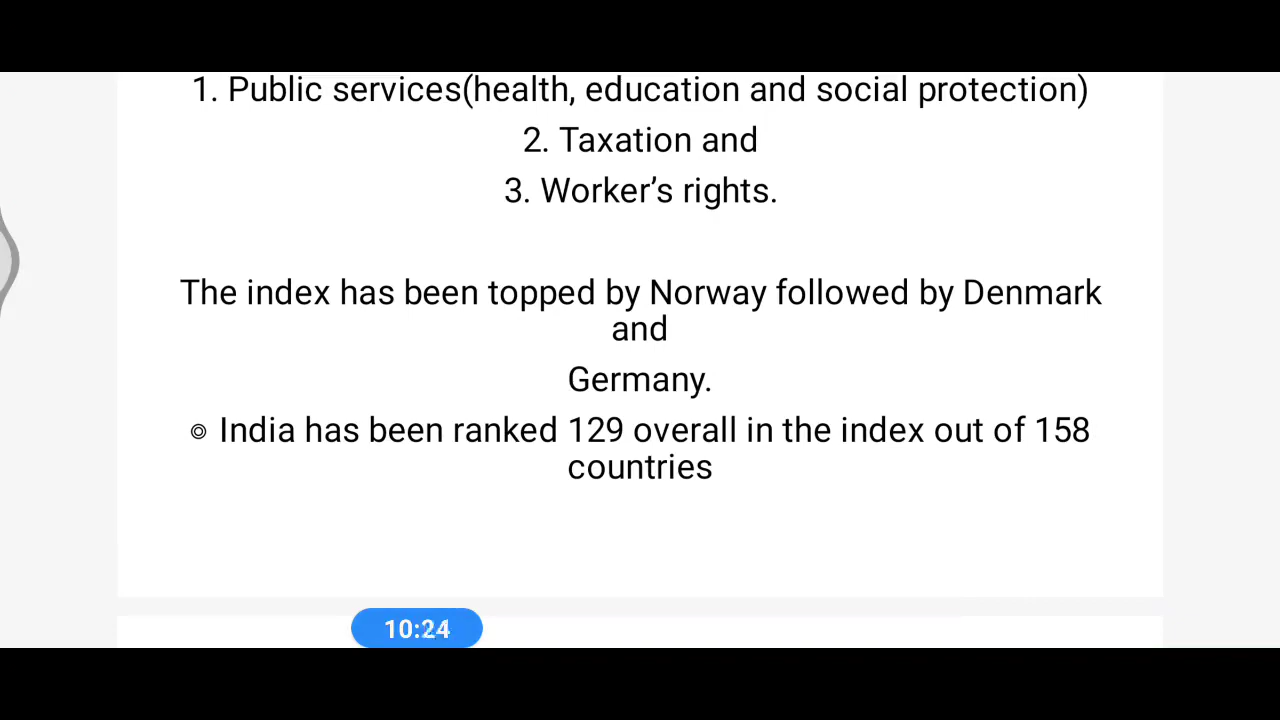 1. Public services(health, education and social protection)
2. Taxation and
3. Worker’s rights.
The index has been topped by Norway followed by Denmark
and
Germany.
⌾ India has been ranked 129 overall in the index out of 158
countries
10:24